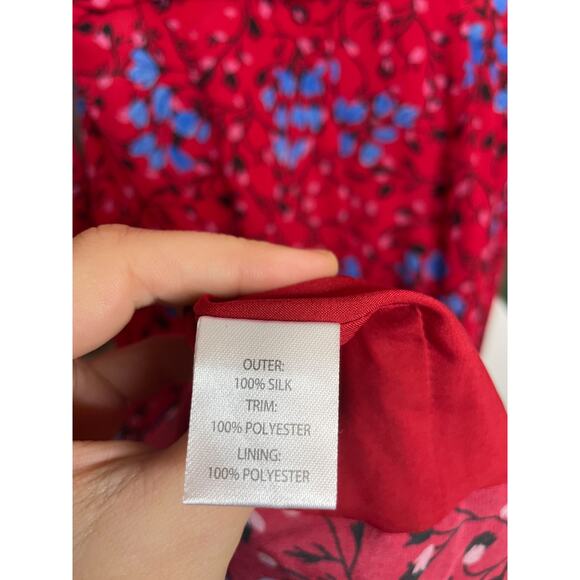 OUTER:
100% SILK
TRIM:
100% POLYESTER
LINING:
100% POLYESTER